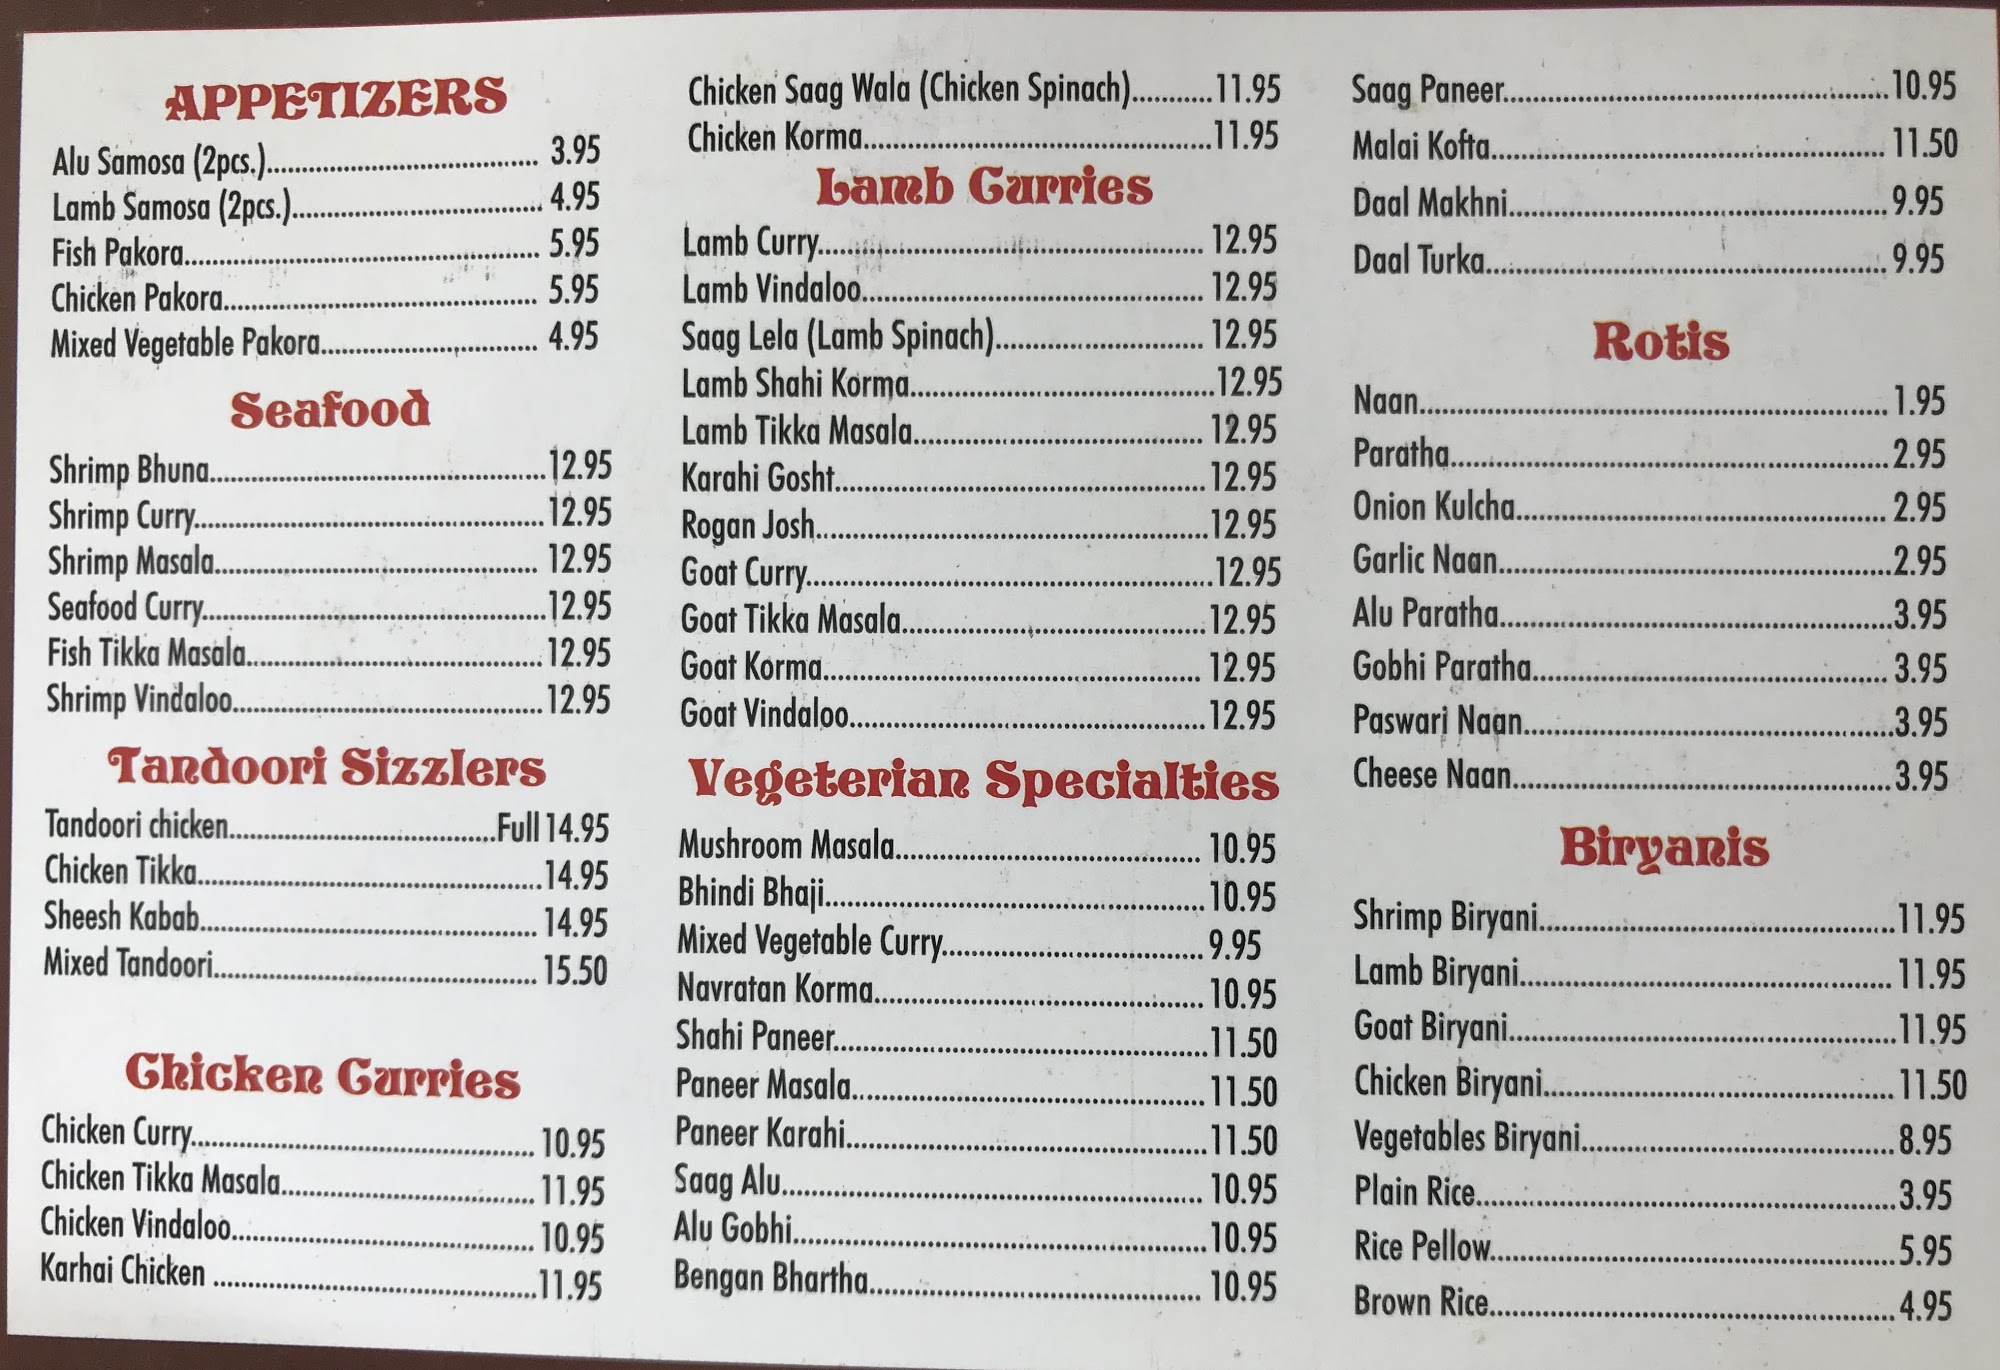 APPETIZERS
Alu Samosa (2pcs.)........................................ 3.95
Lamb Samosa (2pcs.)..................................... 4.95
Fish Pakora..................................................... 5.95
Chicken Pakora............................................... 5.95
Mixed Vegetable Pakora................................ 4.95
Seafood
Shrimp Bhuna..................................................12.95
Shrimp Curry....................................................12.95
Shrimp Masala................................................ 12.95
Seafood Curry...................................................12.95
Fish Tikka Masala............................................12.95
Shrimp Vindaloo..............................................12.95
Tandoori Sizzlers
Tandoori chicken.......................................Full 14.95
Chicken Tikka...................................................14.95
Sheesh Kabab.................................................. 14.95
Mixed Tandoori................................................ 15.50
Chicken Curries
Chicken Curry................................................... 10.95
Chicken Tikka Masala..................................... 11.95
Chicken Vindaloo............................................. 10.95
Karhai Chicken ................................................11.95
Chicken Saag Wala (Chicken Spinach)...........11.95
Chicken Korma...................................................11.95
Lamb Curries
Lamb Curry........................................................ 12.95
Lamb Vindaloo.................................................. 12.95
Saag Lela (Lamb Spinach).............................. 12.95
Lamb Shahi Korma............................................12.95
Lamb Tikka Masala.......................................... 12.95
Karahi Gosht......................................................12.95
Rogan Josh.........................................................12.95
Goat Curry..........................................................12.95
Goat Tikka Masala............................................12.95
Goat Korma....................................................... 12.95
Goat Vindaloo...................................................12.95
Vegeterian Specialties
Mushroom Masala............................................ 10.95
Bhindi Bhaji.......................................................10.95
Mixed Vegetable Curry......................................9.95
Navratan Korma............................................... 10.95
Shahi Paneer......................................................11.50
Paneer Masala...................................................11.50
Paneer Karahi....................................................11.50
Saag Alu............................................................. 10.95
Alu Gobhi............................................................10.95
Bengan Bhartha................................................ 10.95
Saag Paneer.......................................................10.95
Malai Kofta......................................................... 11.50
Daal Makhni.......................................................9.95
Daal Turka.......................................................... 9.95
Rotis
Naan.................................................................... 1.95
Paratha................................................................2.95
Onion Kulcha..................................................... 2.95
Garlic Naan.........................................................2.95
Alu Paratha.........................................................3.95
Gobhi Paratha................................................... 3.95
Paswari Naan.....................................................3.95
Cheese Naan......................................................3.95
Biryanis
Shrimp Biryani...................................................11.95
Lamb Biryani...................................................... 11.95
Goat Biryani.......................................................11.95
Chicken Biryani.................................................. 11.50
Vegetables Biryani.............................................8.95
Plain Rice............................................................3.95
Rice Pellow..........................................................5.95
Brown Rice.......................................................... 4.95